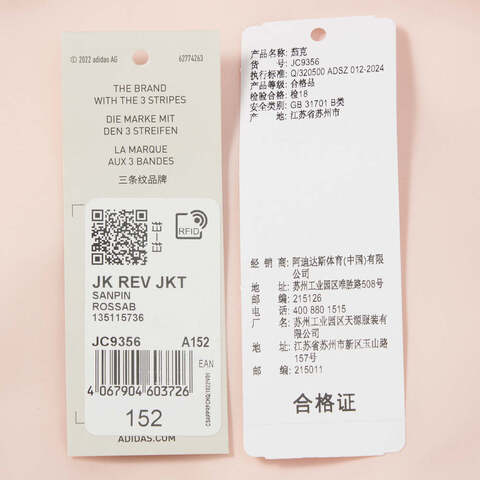 © 2022 adidas AG 62774263
THE BRAND
WITH THE 3 STRIPES
DIE MARKE MIT
DEN 3 STREIFEN
LA MARQUE
AUX 3 BANDES
三条纹品牌
扫一扫
RFID
JK REV JKT
SANPIN
ROSSAB
135115736
JC9356 A152
EAN
4 067904 603726
152
ADIDAS.COM
产品名称: 茄克
货 号: JC9356
执行标准: Q/320500 ADSZ 012-2024
产品等级: 合格品
检验合格: 检18
安全类别: GB 31701 B类
产 地: 江苏省苏州市
经 销 商: 阿迪达斯体育(中国)有限
公司
地 址: 苏州工业园区唯胜路508号
邮 编: 215126
电 话: 400 880 1515
厂 名: 苏州工业园区天源服装有
限公司
地 址: 江苏省苏州市新区玉山路
157号
邮 编: 215011
合格证